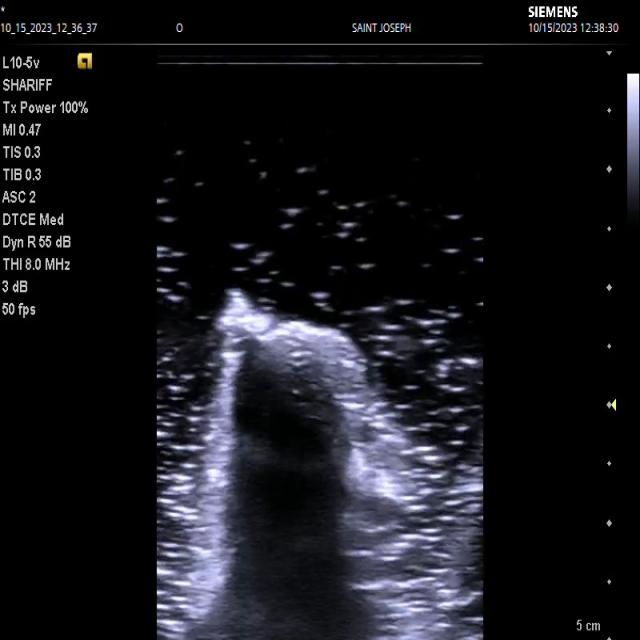 *
SIEMENS
10_15_2023_12_36_37 O SAINT JOSEPH 10/15/2023 12:38:30
L10-5v
SHARIFF
Tx Power 100%
MI 0.47
TIS 0.3
TIB 0.3
ASC 2
DTCE Med
Dyn R 55 dB
THI 8.0 MHz
3 dB
50 fps
5 cm